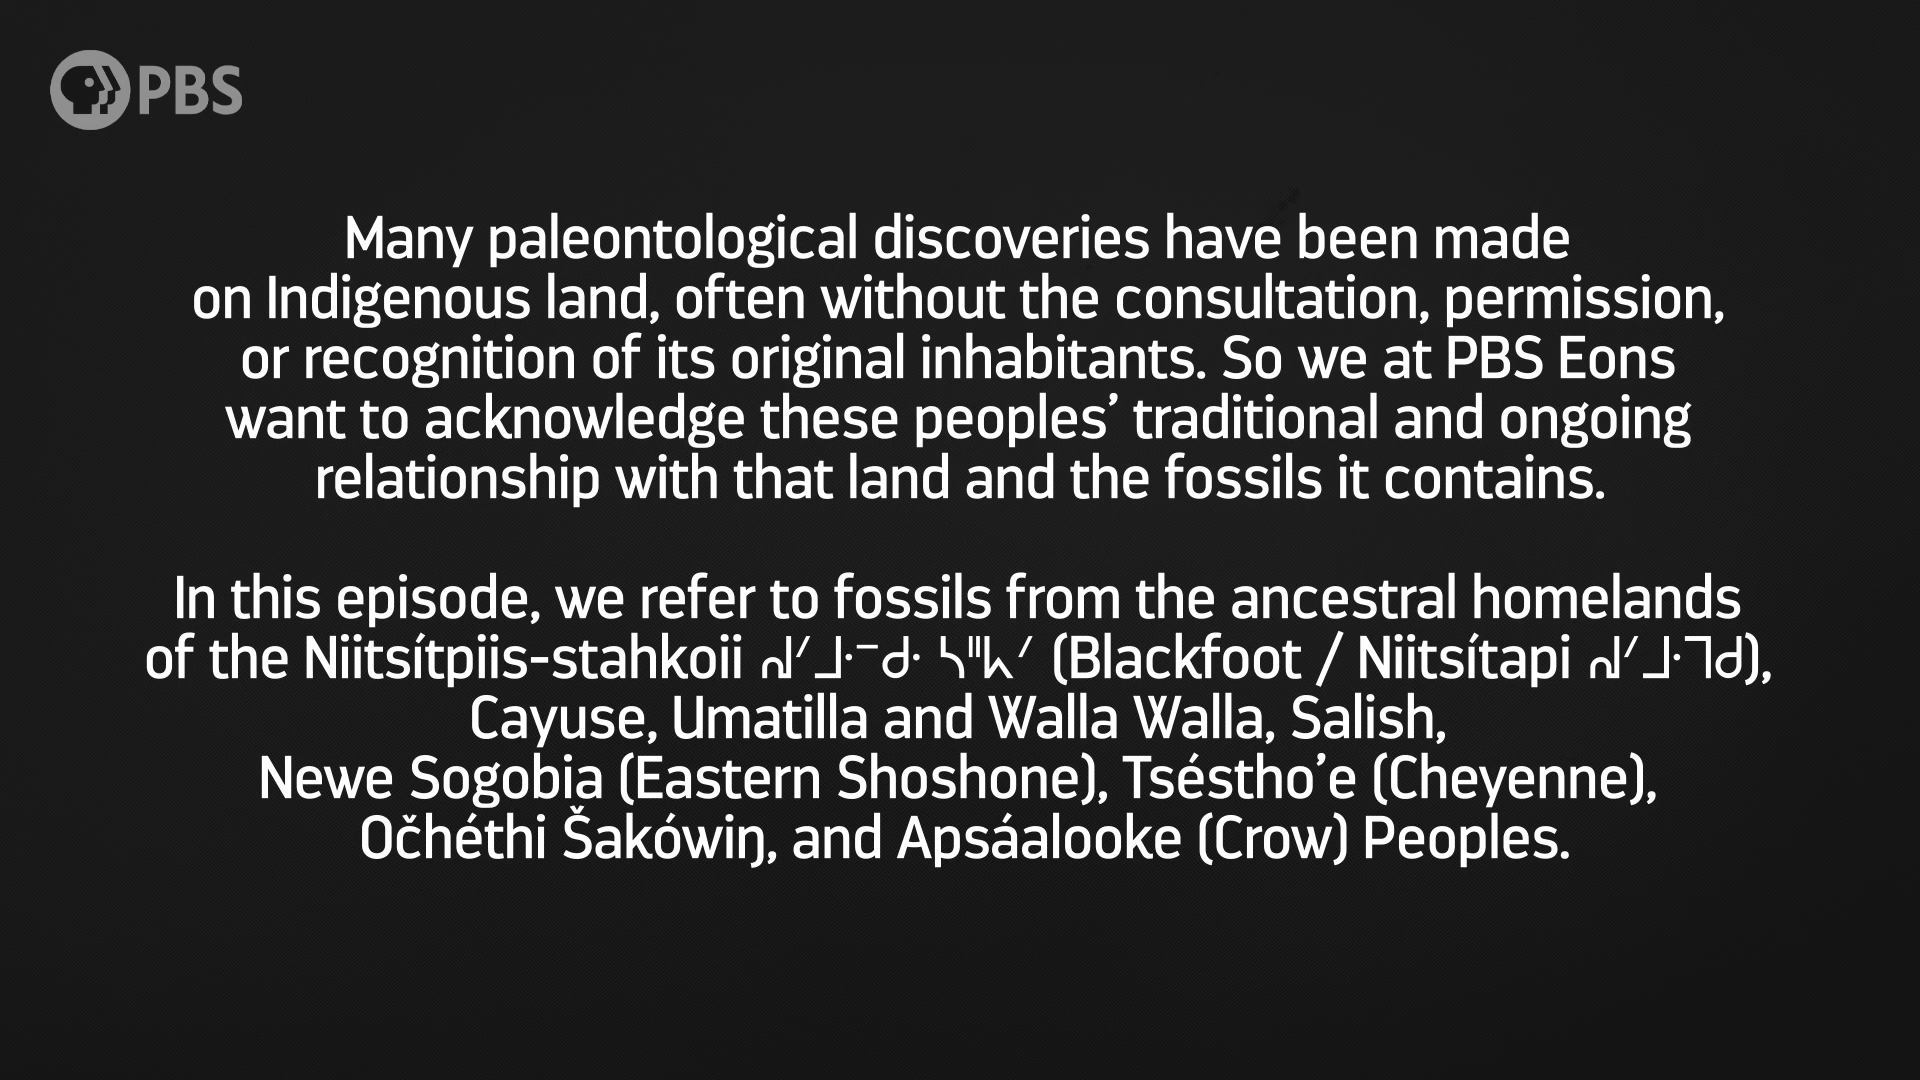 PBS
Many paleontological discoveries have been made
on Indigenous land, often without the consultation, permission,
or recognition of its original inhabitants. So we at PBS Eons
want to acknowledge these peoples’ traditional and ongoing
relationship with that land and the fossils it contains.
In this episode, we refer to fossils from the ancestral homelands
of the Niitsítpiis-stahkoii (Blackfoot / Niitsítapi),
Cayuse, Umatilla and Walla Walla, Salish,
Newe Sogobia (Eastern Shoshone), Tséstho’e (Cheyenne),
Očhéthi Šakówiŋ, and Apsáalooke (Crow) Peoples.